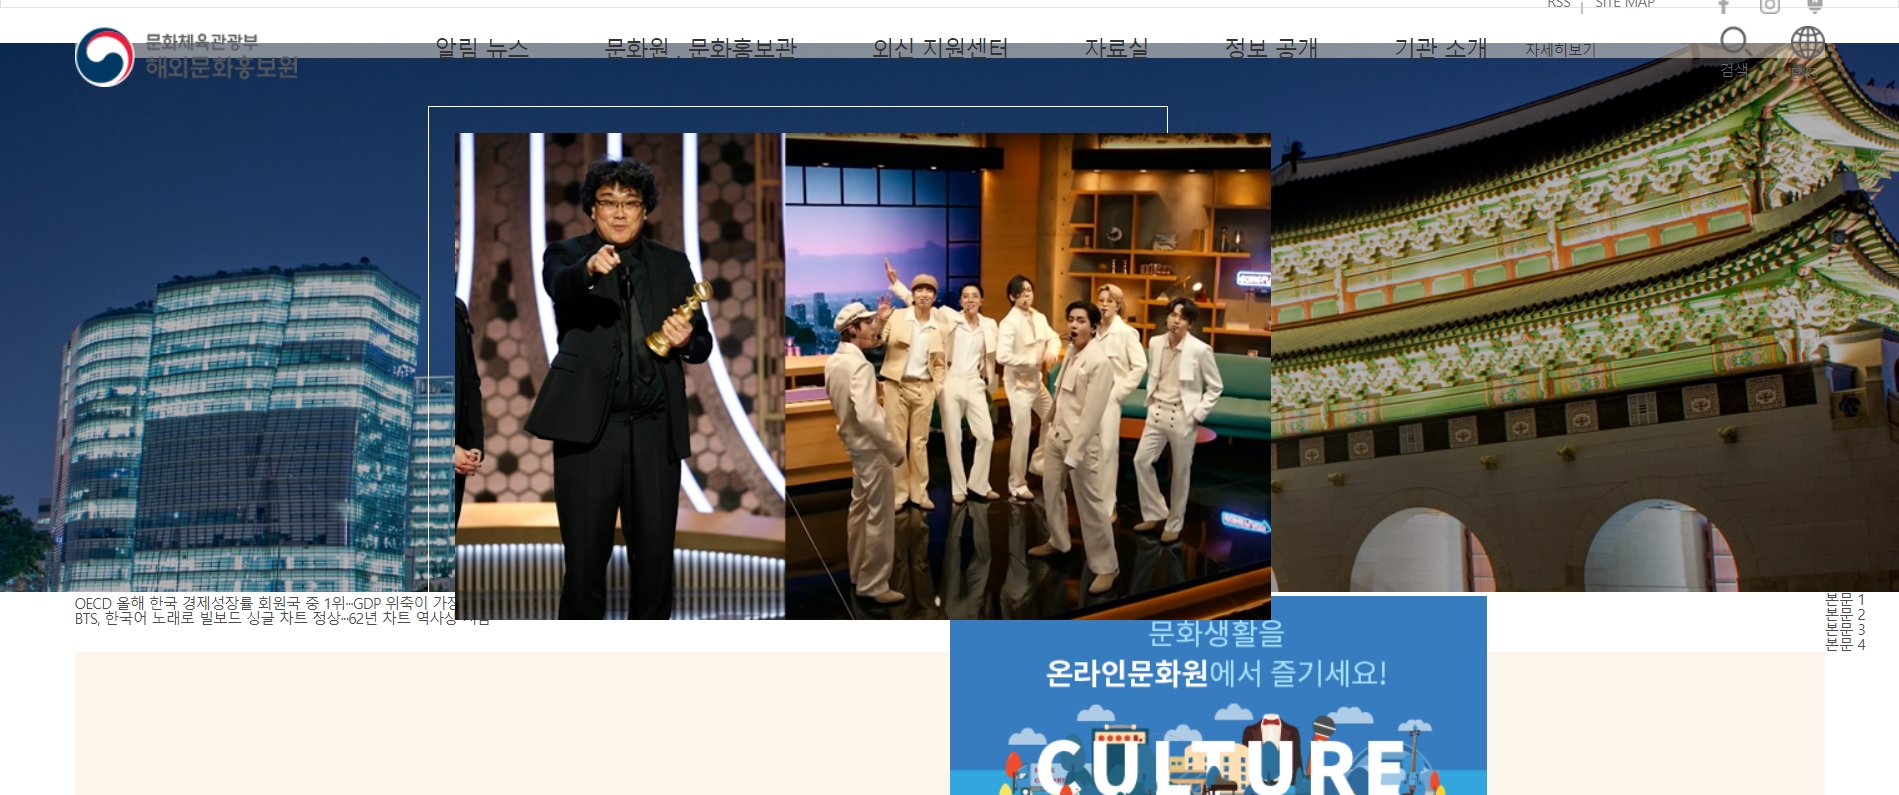 RSS | SITE MAP
문화체육관광부
해외문화홍보원
알림 뉴스
문화원 . 문화홍보관
외신 지원센터
자료실
정보 공개
기관 소개
자세히보기
검색
ENG
OECD 올해 한국 경제성장률 회원국 중 1위···GDP 위축이 가장
BTS, 한국어 노래로 빌보드 싱글 차트 정상···62년 차트 역사상
본문 1
본문 2
본문 3
본문 4
문화생활을
온라인문화원에서 즐기세요!
CULTURE